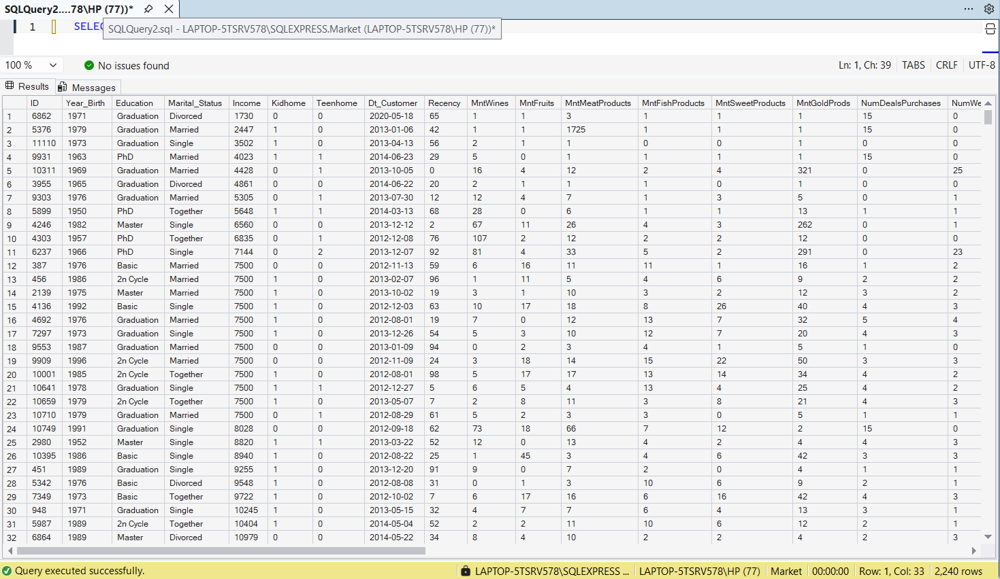 SQLQuery2....78\HP (77))*
1 SELEC
SQLQuery2.sql - LAPTOP-5TSRV578\SQLEXPRESS.Market (LAPTOP-5TSRV578\HP (77))*
100 % No issues found Ln: 1, Ch: 39 TABS CRLF UTF-8
Results Messages
ID Year_Birth Education Marital_Status Income Kidhome Teenhome Dt_Customer Recency MntWines MntFruits MntMeatProducts MntFishProducts MntSweetProducts MntGoldProds NumDealsPurchases NumWe
1 6862 1971 Graduation Divorced 1730 0 0 2020-05-18 65 1 1 3 1 1 1 15 0
2 5376 1979 Graduation Married 2447 1 0 2013-01-06 42 1 1 1725 1 1 1 15 0
3 11110 1973 Graduation Single 3502 1 0 2013-04-13 56 2 1 1 0 0 1 0 0
4 9931 1963 PhD Married 4023 1 1 2014-06-23 29 5 0 1 1 1 1 15 0
5 10311 1969 Graduation Married 4428 0 1 2013-10-05 0 16 4 12 2 4 321 0 25
6 3955 1965 Graduation Divorced 4861 0 0 2014-06-22 20 2 1 1 1 0 1 0 0
7 9303 1976 Graduation Married 5305 0 1 2013-07-30 12 12 4 7 1 3 5 0 1
8 5899 1950 PhD Together 5648 1 1 2014-03-13 68 28 0 6 1 1 13 1 1
9 4246 1982 Master Single 6560 0 0 2013-12-12 2 67 11 26 4 3 262 0 1
10 4303 1957 PhD Together 6835 0 1 2012-12-08 76 107 2 12 2 2 12 0 0
11 6237 1966 PhD Single 7144 0 2 2013-12-07 92 81 4 33 5 2 291 0 23
12 387 1976 Basic Married 7500 0 0 2012-11-13 59 6 16 11 11 1 16 1 2
13 456 1986 2n Cycle Married 7500 1 0 2013-02-07 96 1 11 5 4 6 9 2 2
14 2139 1975 Master Married 7500 1 0 2013-10-02 19 3 1 10 3 2 12 3 2
15 4136 1992 Basic Single 7500 1 0 2012-12-03 63 10 17 18 8 26 40 4 3
16 4692 1976 Graduation Married 7500 1 0 2012-08-01 19 7 0 12 13 7 32 5 4
17 7297 1973 Graduation Single 7500 1 0 2013-12-26 54 5 3 10 12 7 20 4 3
18 9553 1987 Graduation Married 7500 0 0 2013-01-09 94 0 2 3 4 1 5 1 0
19 9909 1996 2n Cycle Married 7500 0 0 2012-11-09 24 3 18 14 15 22 50 3 3
20 10001 1985 2n Cycle Together 7500 1 0 2012-08-01 98 5 17 17 13 14 34 4 2
21 10641 1978 Graduation Single 7500 1 1 2012-12-27 5 6 5 4 13 4 25 4 2
22 10659 1979 2n Cycle Together 7500 1 0 2013-05-07 7 2 8 11 3 8 21 4 3
23 10710 1979 Graduation Married 7500 0 1 2012-08-29 61 5 2 3 3 0 5 1 1
24 10749 1991 Graduation Single 8028 0 0 2012-09-18 62 73 18 66 7 12 2 15 0
25 2980 1952 Master Single 8820 1 1 2013-03-22 52 12 0 13 4 2 4 4 3
26 10395 1986 Basic Single 8940 1 0 2012-08-22 25 1 45 3 4 6 42 3 3
27 451 1989 Graduation Single 9255 1 0 2013-12-20 91 9 0 7 2 0 4 1 1
28 5342 1976 Basic Divorced 9548 1 0 2012-08-08 31 0 1 3 10 6 9 2 1
29 7349 1973 Basic Together 9722 1 0 2012-10-02 7 6 17 16 6 16 42 4 3
30 948 1971 Graduation Single 10245 1 0 2013-05-15 32 4 7 7 6 4 13 3 1
31 5987 1989 2n Cycle Together 10404 1 0 2014-05-04 52 2 2 11 10 6 12 2 1
32 6864 1989 Master Divorced 10979 0 0 2014-05-22 34 8 4 10 2 2 4 2 3
Query executed successfully. LAPTOP-5TSRV578\SQLEXPRESS ... LAPTOP-5TSRV578\HP (77) Market 00:00:00 Row: 1, Col: 33 2,240 rows